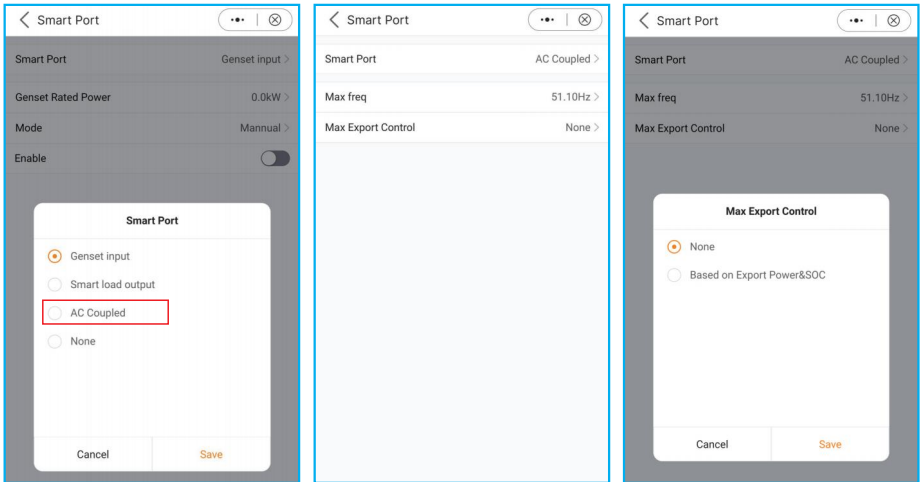 Smart Port
Smart Port Genset input
Genset Rated Power 0.0kW
Mode Mannual
Enable
Smart Port
Genset input
Smart load output
AC Coupled
None
Cancel Save
Smart Port
Smart Port AC Coupled
Max freq 51.10Hz
Max Export Control None
Smart Port
Smart Port AC Coupled
Max freq 51.10Hz
Max Export Control None
Max Export Control
None
Based on Export Power&SOC
Cancel Save